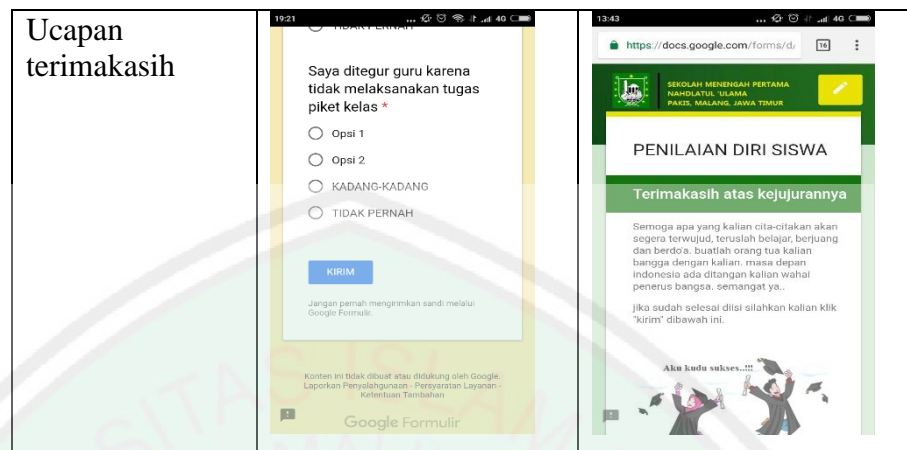 Ucapan
terimakasih
19:21
... 4G
TIDAK PERNAH
Saya ditegur guru karena
tidak melaksanakan tugas
piket kelas *
Opsi 1
Opsi 2
KADANG-KADANG
TIDAK PERNAH
KIRIM
Jangan pernah mengirimkan sandi melalui
Google Formulir.
Konten ini tidak dibuat atau didukung oleh Google.
Laporkan Penyalahgunaan - Persyaratan Layanan -
Ketentuan Tambahan
Google Formulir
13:43
... 4G
https://docs.google.com/forms/d/
16
SEKOLAH MENENGAH PERTAMA
NAHDLATUL 'ULAMA
PAKIS, MALANG, JAWA TIMUR
PENILAIAN DIRI SISWA
Terimakasih atas kejujurannya
Semoga apa yang kalian cita-citakan akan
segera terwujud, teruslah belajar, berjuang
dan berdo'a. buatlah orang tua kalian
bangga dengan kalian. masa depan
indonesia ada ditangan kalian wahai
penerus bangsa. semangat ya..
jika sudah selesai diisi silahkan kalian klik
"kirim" dibawah ini.
Aku kudu sukses..!!!